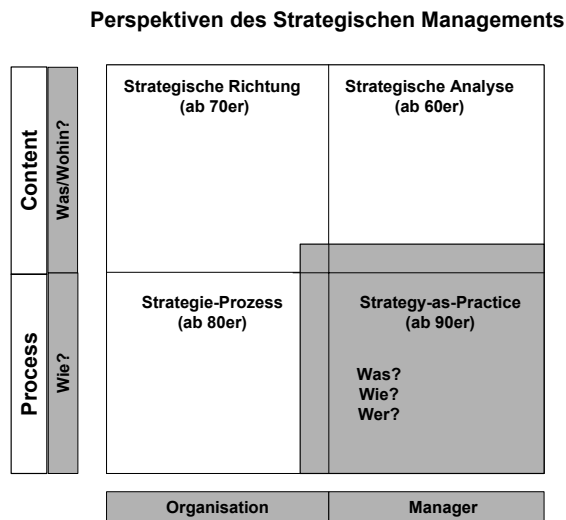 Perspektiven des Strategischen Managements
Content
Was/Wohin?
Strategische Richtung
(ab 70er)
Strategische Analyse
(ab 60er)
Process
Wie?
Strategie-Prozess
(ab 80er)
Strategy-as-Practice
(ab 90er)
Was?
Wie?
Wer?
Organisation
Manager